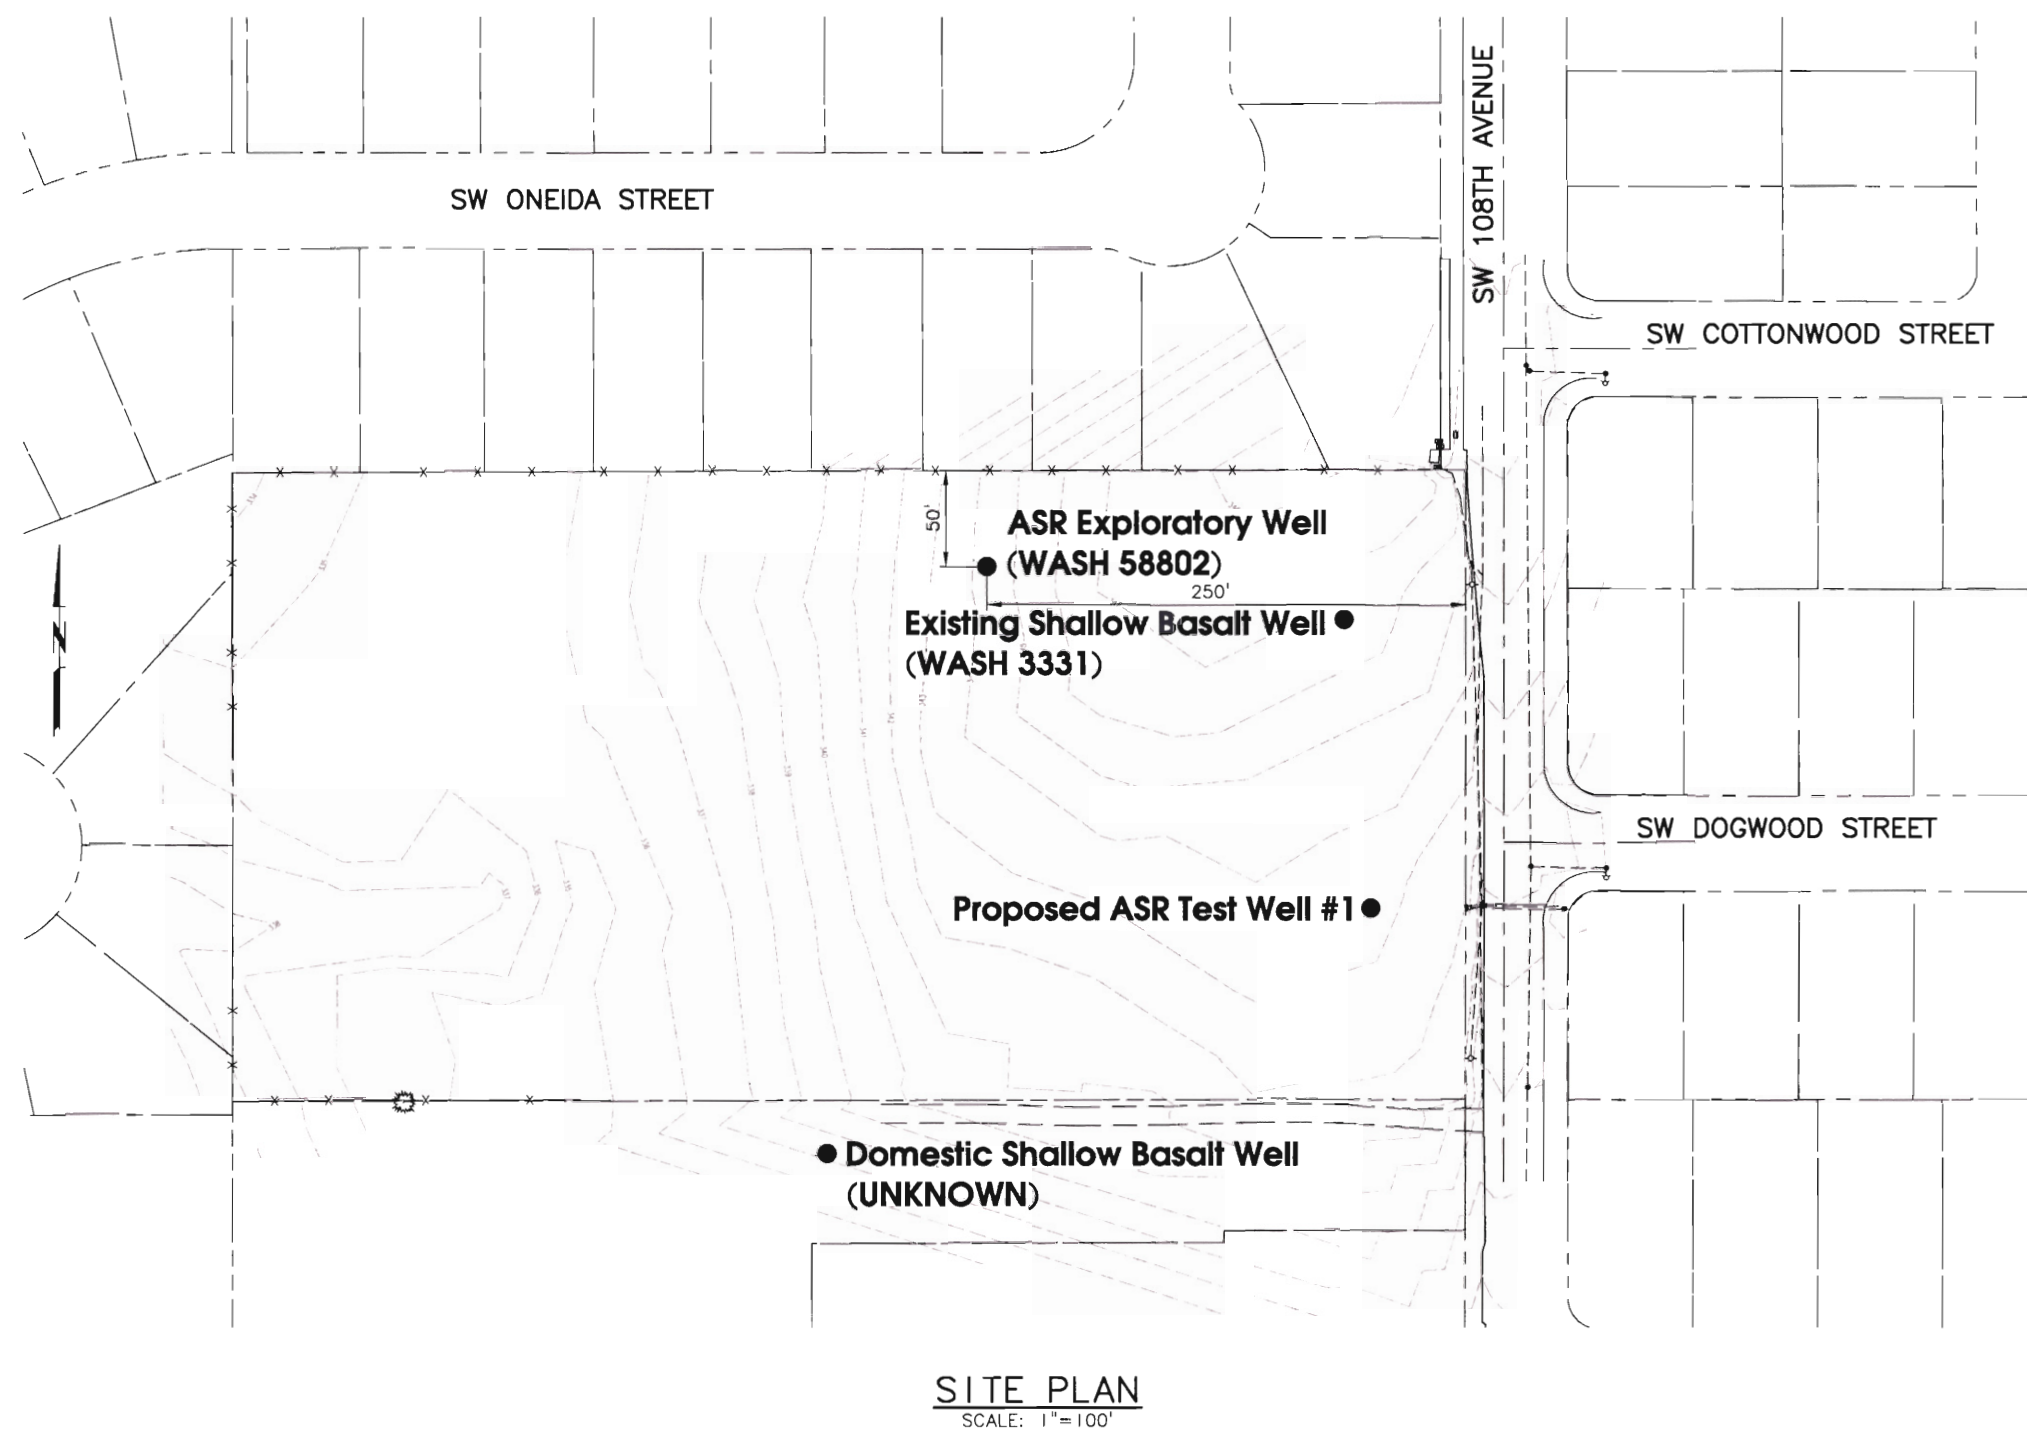 SW 108TH AVENUE
SW ONEIDA STREET
SW COTTONWOOD STREET
50'
ASR Exploratory Well
(WASH 58802)
250'
Existing Shallow Basalt Well
(WASH 3331)
N
SW DOGWOOD STREET
Proposed ASR Test Well #1
Domestic Shallow Basalt Well
(UNKNOWN)
SITE PLAN
SCALE: 1"=100'